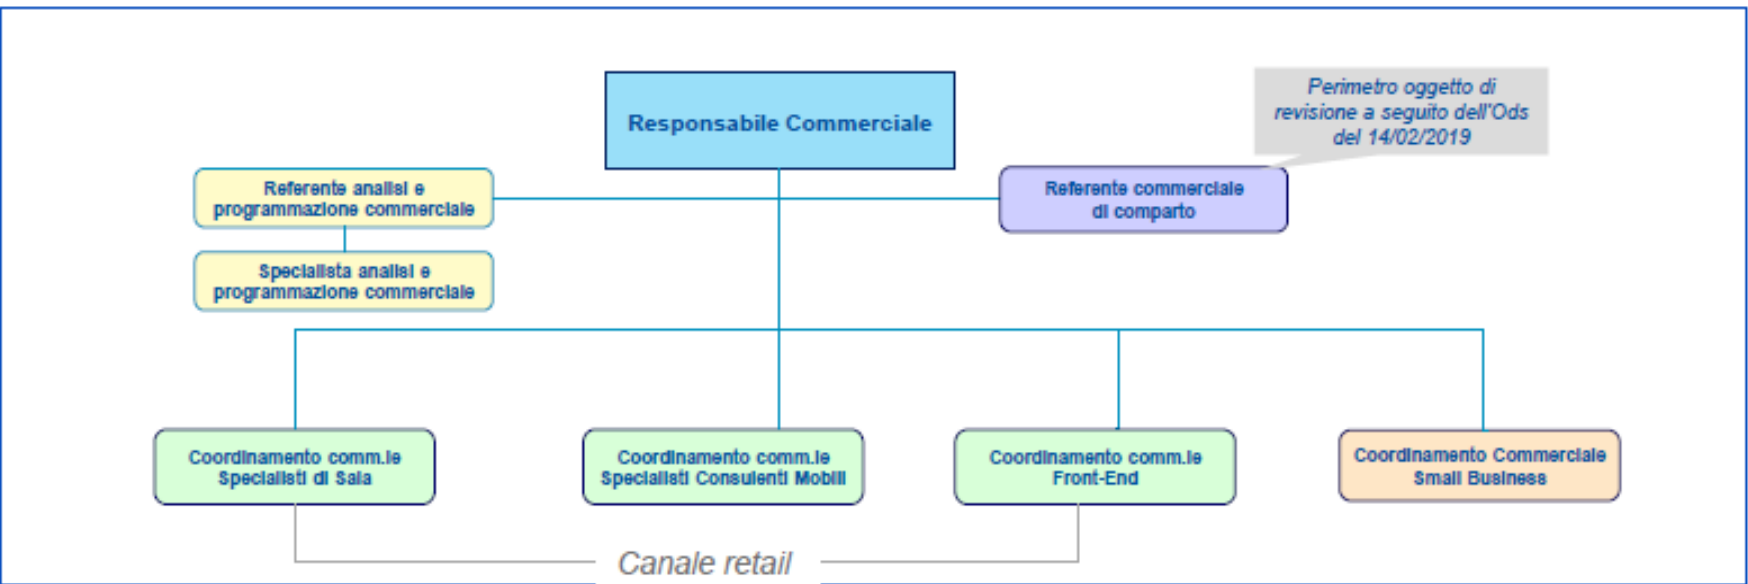 Responsabile Commerciale
Perimetro oggetto di
revisione a seguito dell'Ods
del 14/02/2019
Referente analisi e
programmazione commerciale
Referente commerciale
di comparto
Specialista analisi e
programmazione commerciale
Coordinamento comm.le
Specialisti di Sala
Coordinamento comm.le
Specialisti Consulenti Mobili
Coordinamento comm.le
Front-End
Coordinamento Commerciale
Small Business
Canale retail